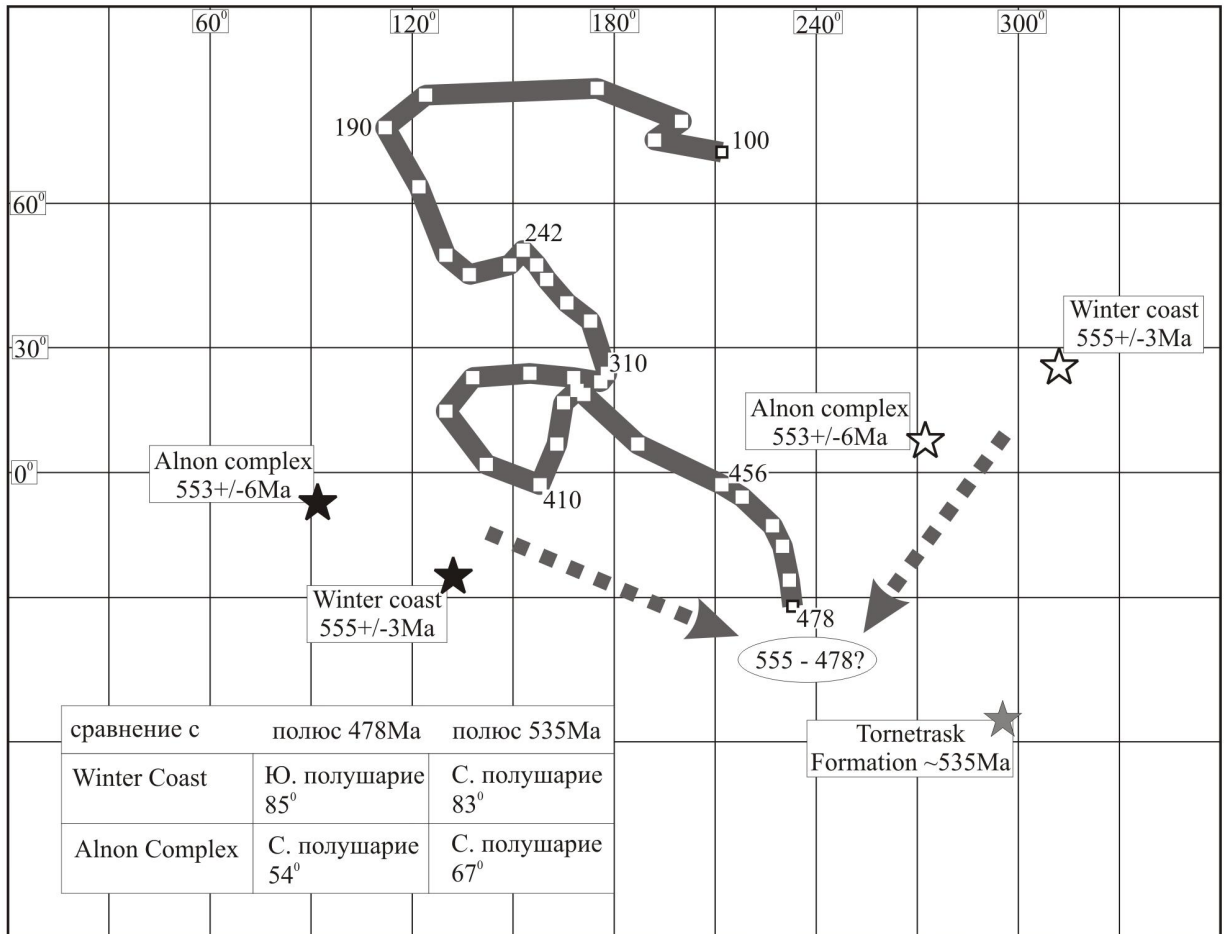 60⁰
120⁰
180⁰
240⁰
300⁰
190
100
60⁰
242
Winter coast
555+/-3Ma
30⁰
310
Alnon complex
553+/-6Ma
Alnon complex
553+/-6Ma
0⁰
456
410
Winter coast
555+/-3Ma
478
555 - 478?
Tornetrask
Formation ~535Ma
сравнение с
полюс 478Ma
полюс 535Ma
Winter Coast
Ю. полушарие
85⁰
С. полушарие
83⁰
Alnon Complex
С. полушарие
54⁰
С. полушарие
67⁰